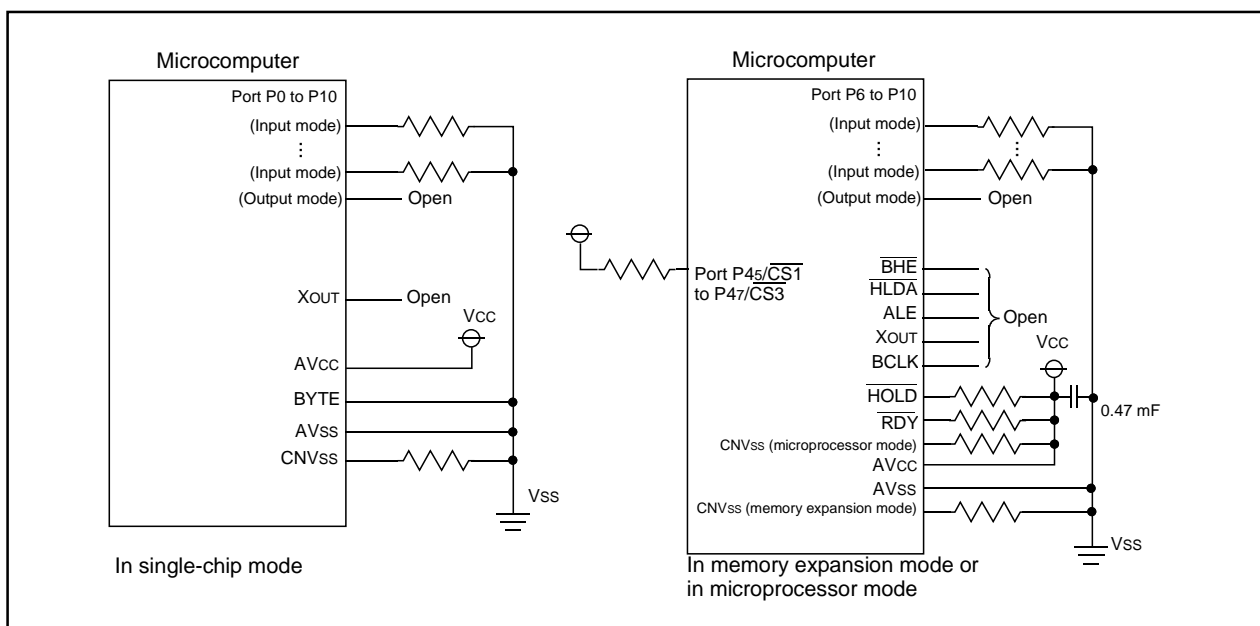 Microcomputer
Port P0 to P10
(Input mode)
(Input mode)
(Output mode)
Open
XOUT
Open
VCC
AVCC
BYTE
AVSS
CNVSS
VSS
In single-chip mode
Microcomputer
Port P6 to P10
(Input mode)
(Input mode)
(Output mode)
Open
Port P45/CS1
to P47/CS3
BHE
HLDA
ALE
XOUT
BCLK
Open
VCC
HOLD
RDY
0.47 mF
CNVSS (microprocessor mode)
AVCC
AVSS
CNVSS (memory expansion mode)
VSS
In memory expansion mode or
in microprocessor mode